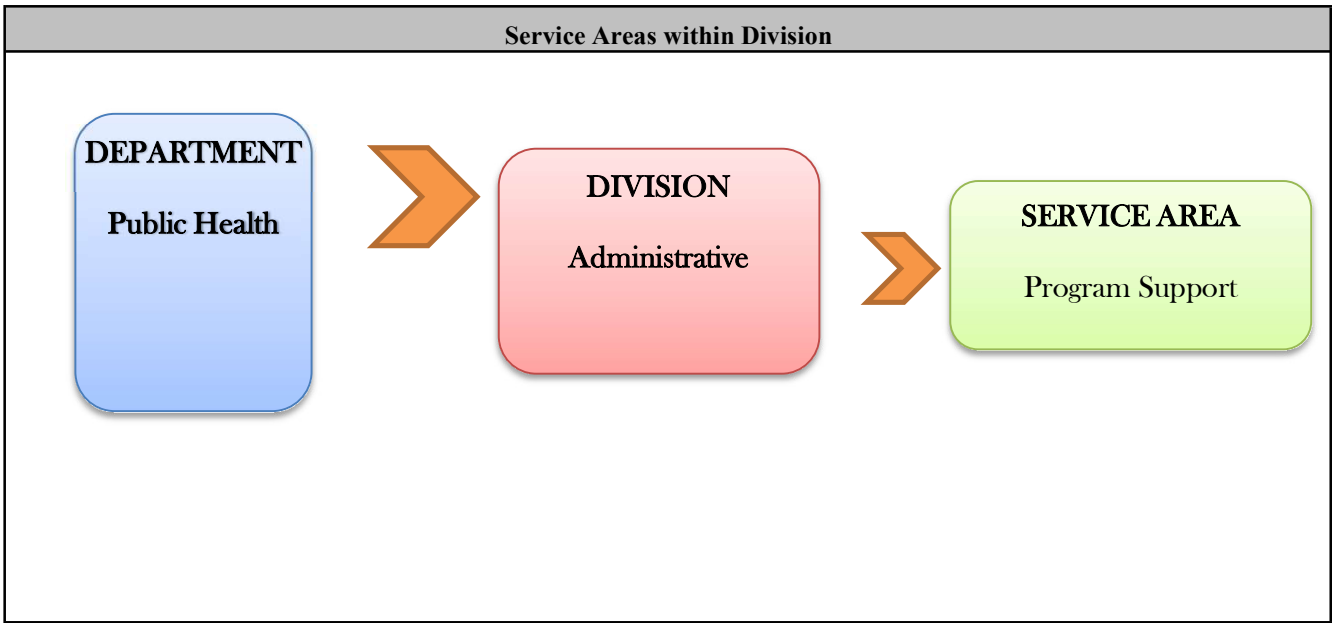 Service Areas within Division
DEPARTMENT
Public Health
DIVISION
Administrative
SERVICE AREA
Program Support